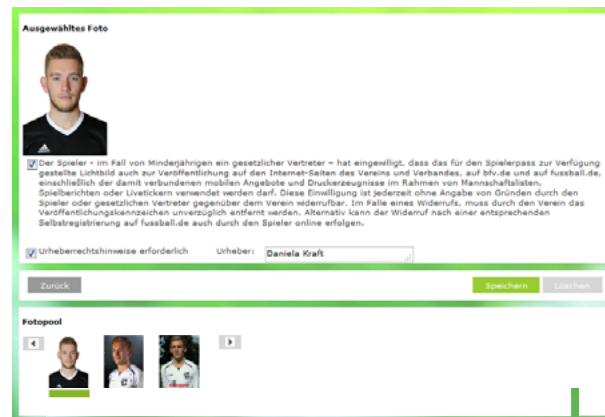 Ausgewähltes Foto
Der Spieler - im Fall von Minderjährigen ein gesetzlicher Vertreter - hat eingewilligt, dass das für den Spielerpass zur Verfügung
gestellte Lichtbild auch zur Veröffentlichung auf den Internet-Seiten des Vereins und Verbandes, auf bfv.de und auf fussball.de,
einschließlich der damit verbundenen mobilen Angebote und Druckerzeugnisse im Rahmen von Mannschaftslisten,
Spielberichten oder Livetickern verwendet werden darf. Diese Einwilligung ist jederzeit ohne Angabe von Gründen durch den
Spieler oder gesetzlichen Vertreter gegenüber dem Verein widerrufbar. Im Falle eines Widerrufs, muss durch den Verein das
Veröffentlichungskennzeichen unverzüglich entfernt werden. Alternativ kann der Widerruf nach einer entsprechenden
Selbstregistrierung auf fussball.de auch durch den Spieler online erfolgen.
Urheberrechtshinweise erforderlich Urheber: Daniela Kraft
Zurück Speichern Löschen
Fotopool